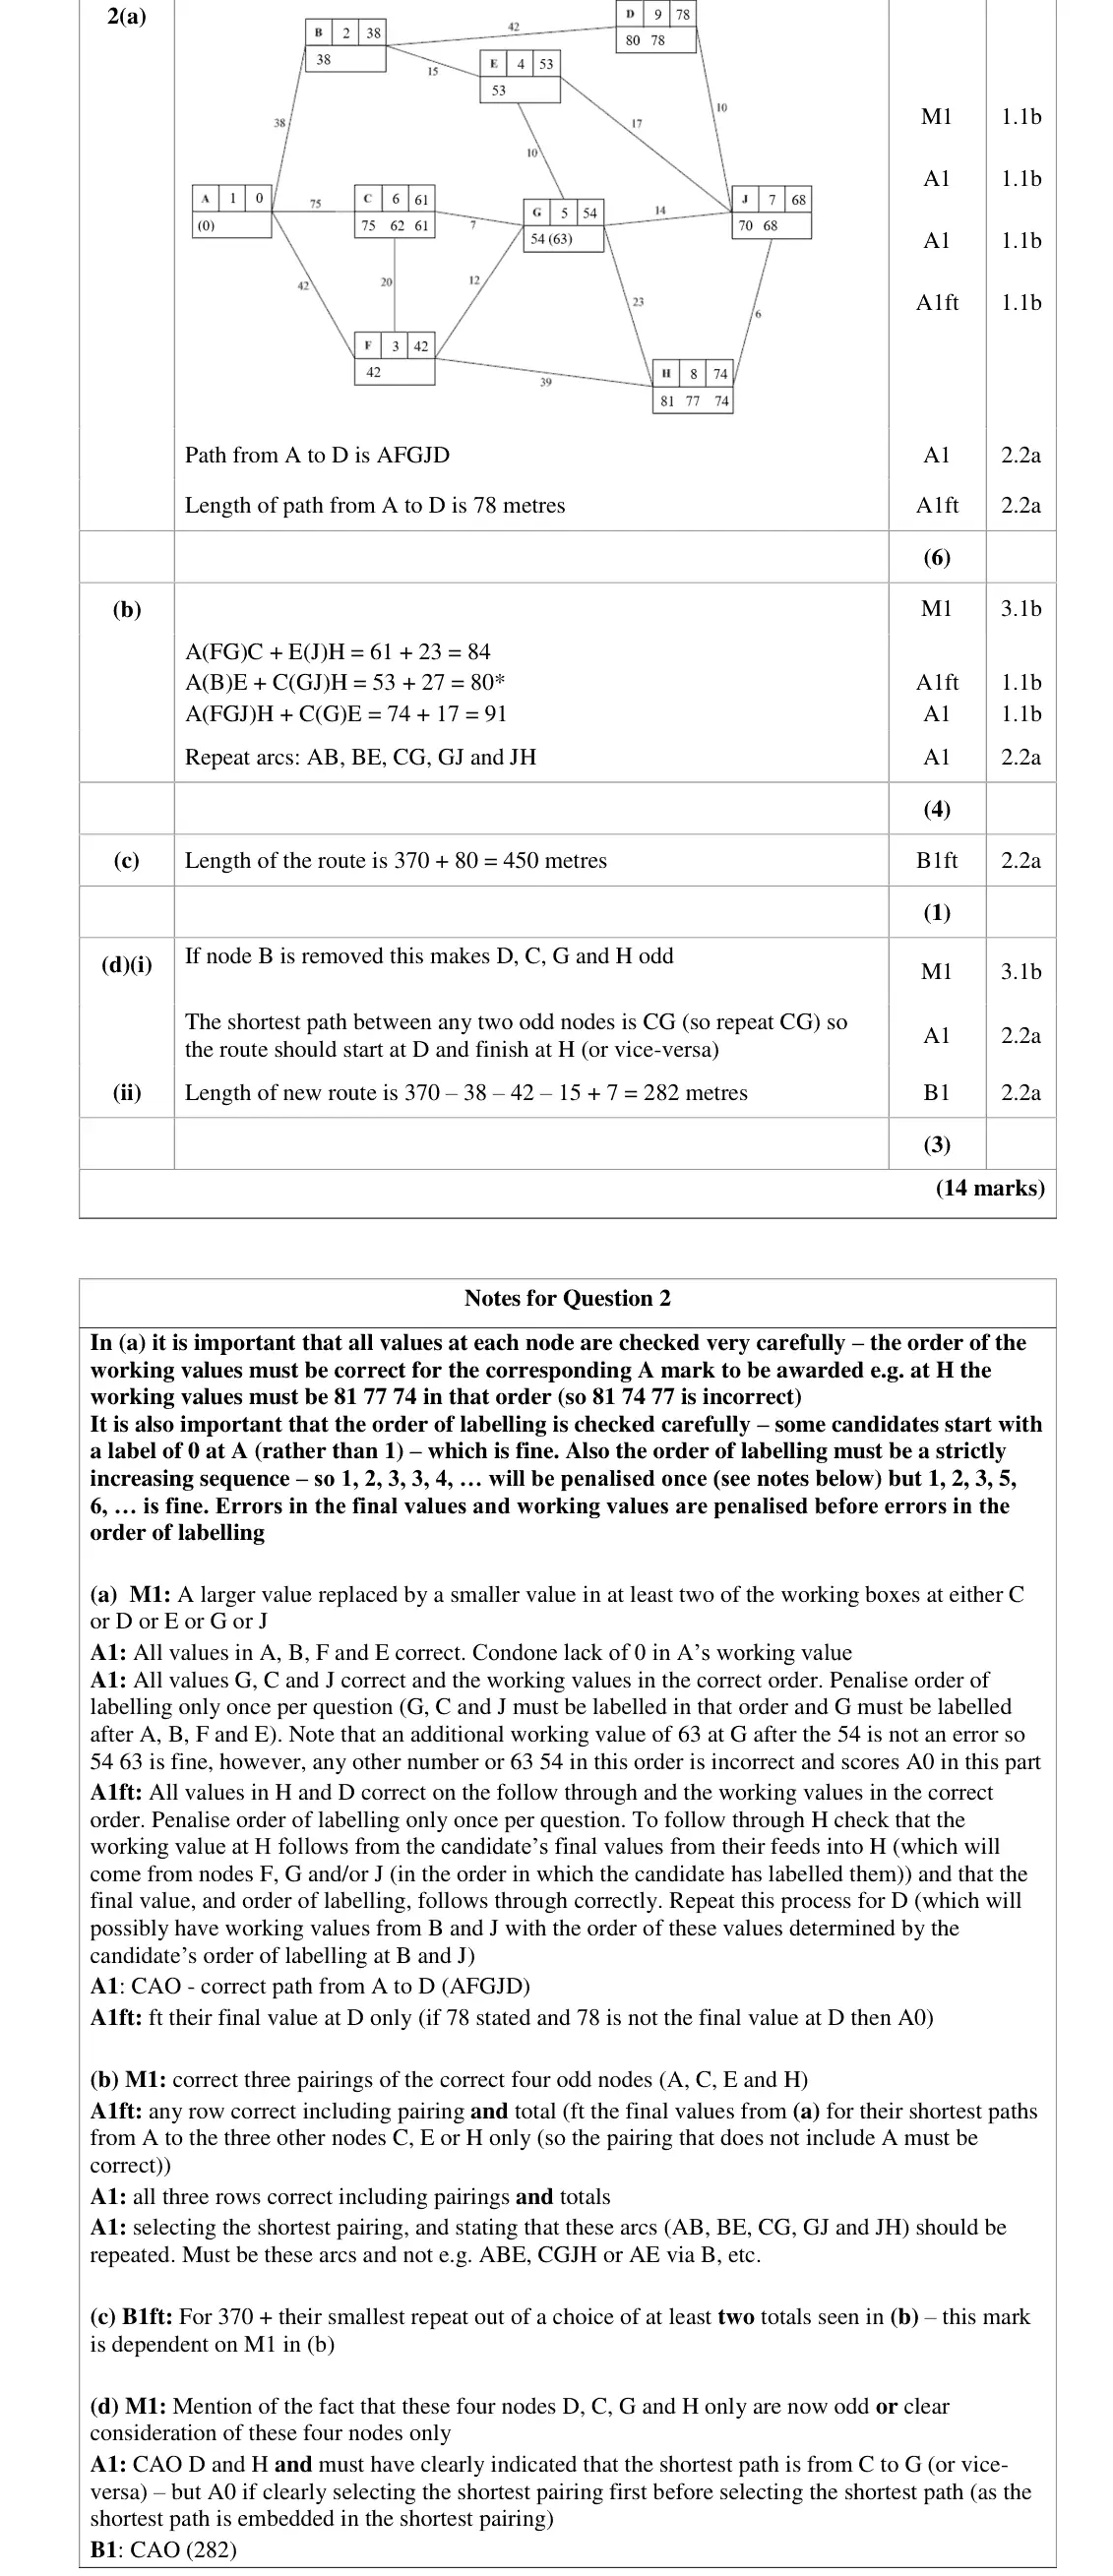 2(a)
B 2 38
38
42
D 9 78
80 78
E 4 53
53
15
M1 1.1b
38
17
10
10
A1 1.1b
A 1 0
(0)
75
C 6 61
75 62 61
7
G 5 54
54 (63)
14
J 7 68
70 68
A1 1.1b
42
20
12
23
6
A1ft 1.1b
F 3 42
42
39
H 8 74
81 77 74
Path from A to D is AFGJD A1 2.2a
Length of path from A to D is 78 metres A1ft 2.2a
(6)
(b) M1 3.1b
A(FG)C + E(J)H = 61 + 23 = 84
A(B)E + C(GJ)H = 53 + 27 = 80* A1ft 1.1b
A(FGJ)H + C(G)E = 74 + 17 = 91 A1 1.1b
Repeat arcs: AB, BE, CG, GJ and JH A1 2.2a
(4)
(c) Length of the route is 370 + 80 = 450 metres B1ft 2.2a
(1)
(d)(i) If node B is removed this makes D, C, G and H odd M1 3.1b
The shortest path between any two odd nodes is CG (so repeat CG) so
the route should start at D and finish at H (or vice-versa) A1 2.2a
(ii) Length of new route is 370 – 38 – 42 – 15 + 7 = 282 metres B1 2.2a
(3)
(14 marks)
Notes for Question 2
In (a) it is important that all values at each node are checked very carefully – the order of the
working values must be correct for the corresponding A mark to be awarded e.g. at H the
working values must be 81 77 74 in that order (so 81 74 77 is incorrect)
It is also important that the order of labelling is checked carefully – some candidates start with
a label of 0 at A (rather than 1) – which is fine. Also the order of labelling must be a strictly
increasing sequence – so 1, 2, 3, 3, 4, … will be penalised once (see notes below) but 1, 2, 3, 5,
6, … is fine. Errors in the final values and working values are penalised before errors in the
order of labelling
(a) M1: A larger value replaced by a smaller value in at least two of the working boxes at either C
or D or E or G or J
A1: All values in A, B, F and E correct. Condone lack of 0 in A’s working value
A1: All values G, C and J correct and the working values in the correct order. Penalise order of
labelling only once per question (G, C and J must be labelled in that order and G must be labelled
after A, B, F and E). Note that an additional working value of 63 at G after the 54 is not an error so
54 63 is fine, however, any other number or 63 54 in this order is incorrect and scores A0 in this part
A1ft: All values in H and D correct on the follow through and the working values in the correct
order. Penalise order of labelling only once per question. To follow through H check that the
working value at H follows from the candidate’s final values from their feeds into H (which will
come from nodes F, G and/or J (in the order in which the candidate has labelled them)) and that the
final value, and order of labelling, follows through correctly. Repeat this process for D (which will
possibly have working values from B and J with the order of these values determined by the
candidate’s order of labelling at B and J)
A1: CAO - correct path from A to D (AFGJD)
A1ft: ft their final value at D only (if 78 stated and 78 is not the final value at D then A0)
(b) M1: correct three pairings of the correct four odd nodes (A, C, E and H)
A1ft: any row correct including pairing and total (ft the final values from (a) for their shortest paths
from A to the three other nodes C, E or H only (so the pairing that does not include A must be
correct))
A1: all three rows correct including pairings and totals
A1: selecting the shortest pairing, and stating that these arcs (AB, BE, CG, GJ and JH) should be
repeated. Must be these arcs and not e.g. ABE, CGJH or AE via B, etc.
(c) B1ft: For 370 + their smallest repeat out of a choice of at least two totals seen in (b) – this mark
is dependent on M1 in (b)
(d) M1: Mention of the fact that these four nodes D, C, G and H only are now odd or clear
consideration of these four nodes only
A1: CAO D and H and must have clearly indicated that the shortest path is from C to G (or vice-
versa) – but A0 if clearly selecting the shortest pairing first before selecting the shortest path (as the
shortest path is embedded in the shortest pairing)
B1: CAO (282)